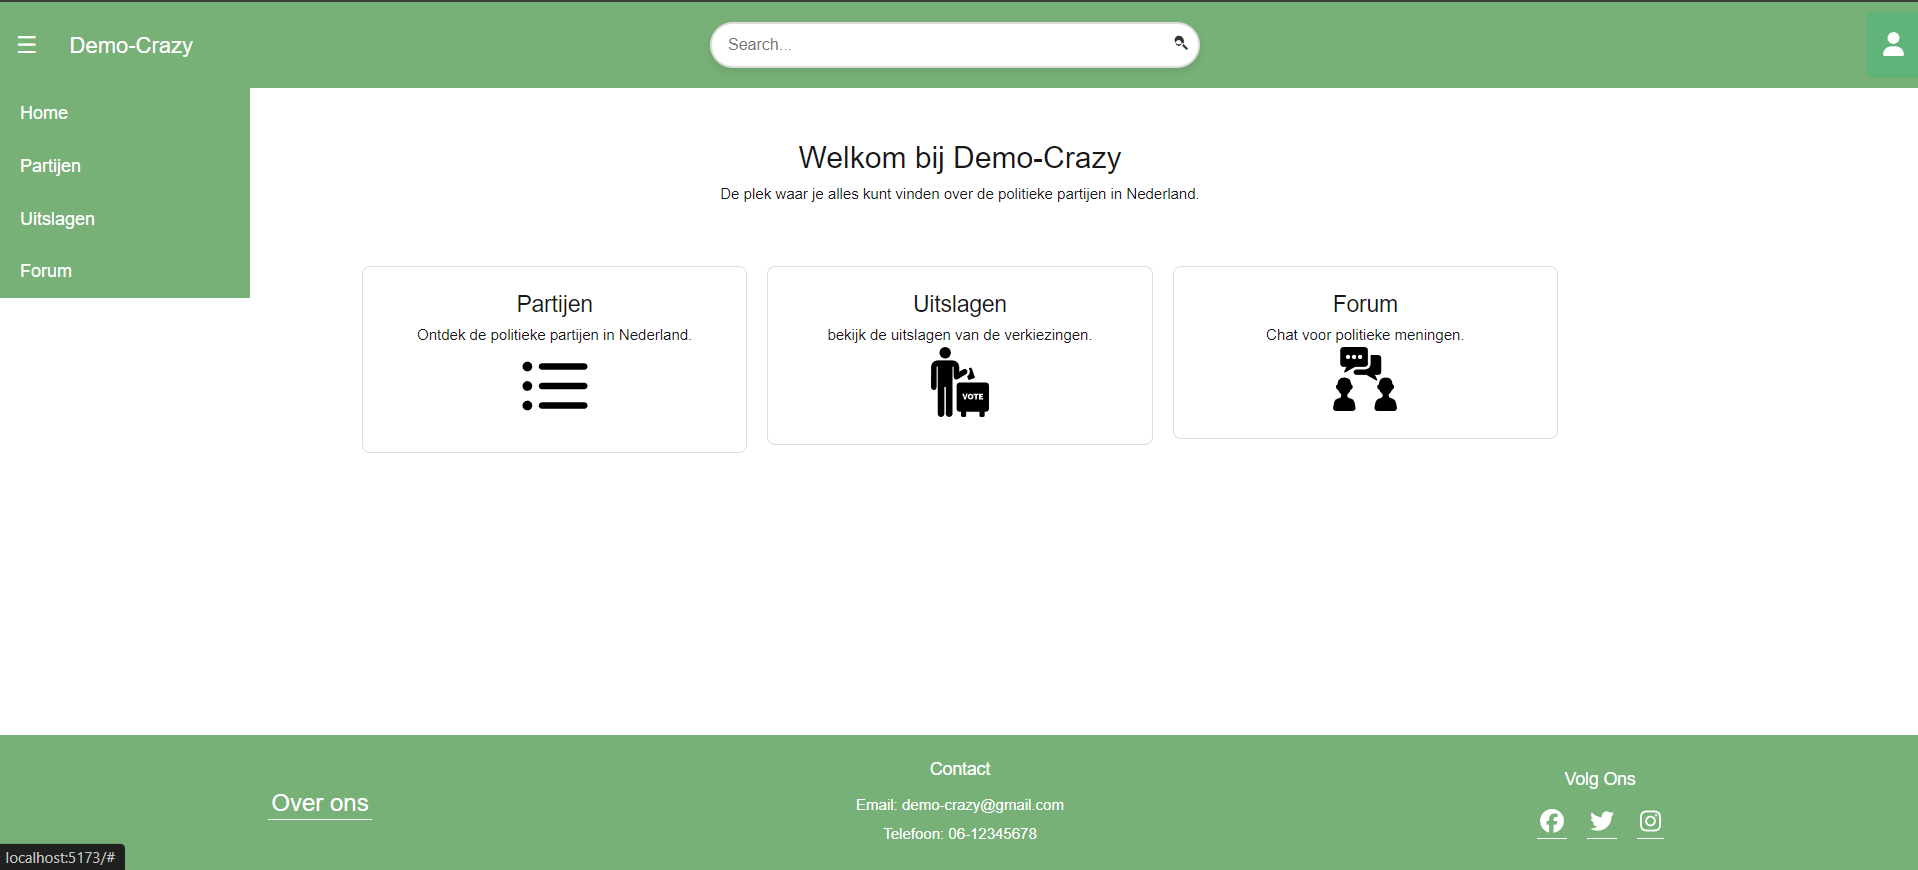 Demo-Crazy
Search...
Home
Partijen
Uitslagen
Forum
Welkom bij Demo-Crazy
De plek waar je alles kunt vinden over de politieke partijen in Nederland.
Partijen
Ontdek de politieke partijen in Nederland.
Uitslagen
bekijk de uitslagen van de verkiezingen.
VOTE
Forum
Chat voor politieke meningen.
Over ons
Contact
Email: demo-crazy@gmail.com
Telefoon: 06-12345678
Volg Ons
localhost:5173/#